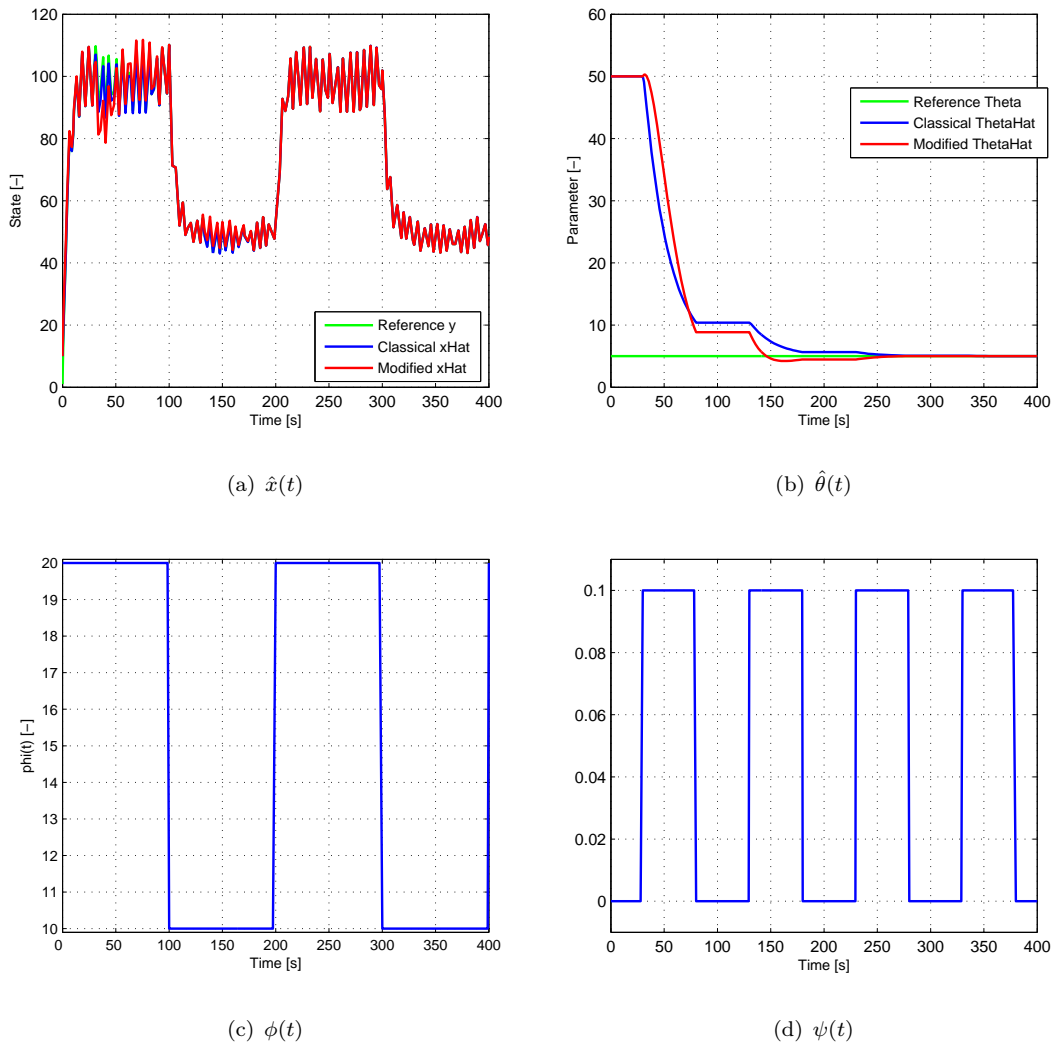 120
100
80
60
40
20
0
State [−]
0 50 100 150 200 250 300 350 400
Time [s]
Reference y
Classical xHat
Modified xHat
(a) x̂(t)
60
50
40
30
20
10
0
Parameter [−]
0 50 100 150 200 250 300 350 400
Time [s]
Reference Theta
Classical ThetaHat
Modified ThetaHat
(b) θ̂(t)
20
19
18
17
16
15
14
13
12
11
10
phi(t) [−]
0 50 100 150 200 250 300 350 400
Time [s]
(c) ϕ(t)
0.1
0.08
0.06
0.04
0.02
0
0 50 100 150 200 250 300 350 400
Time [s]
(d) ψ(t)